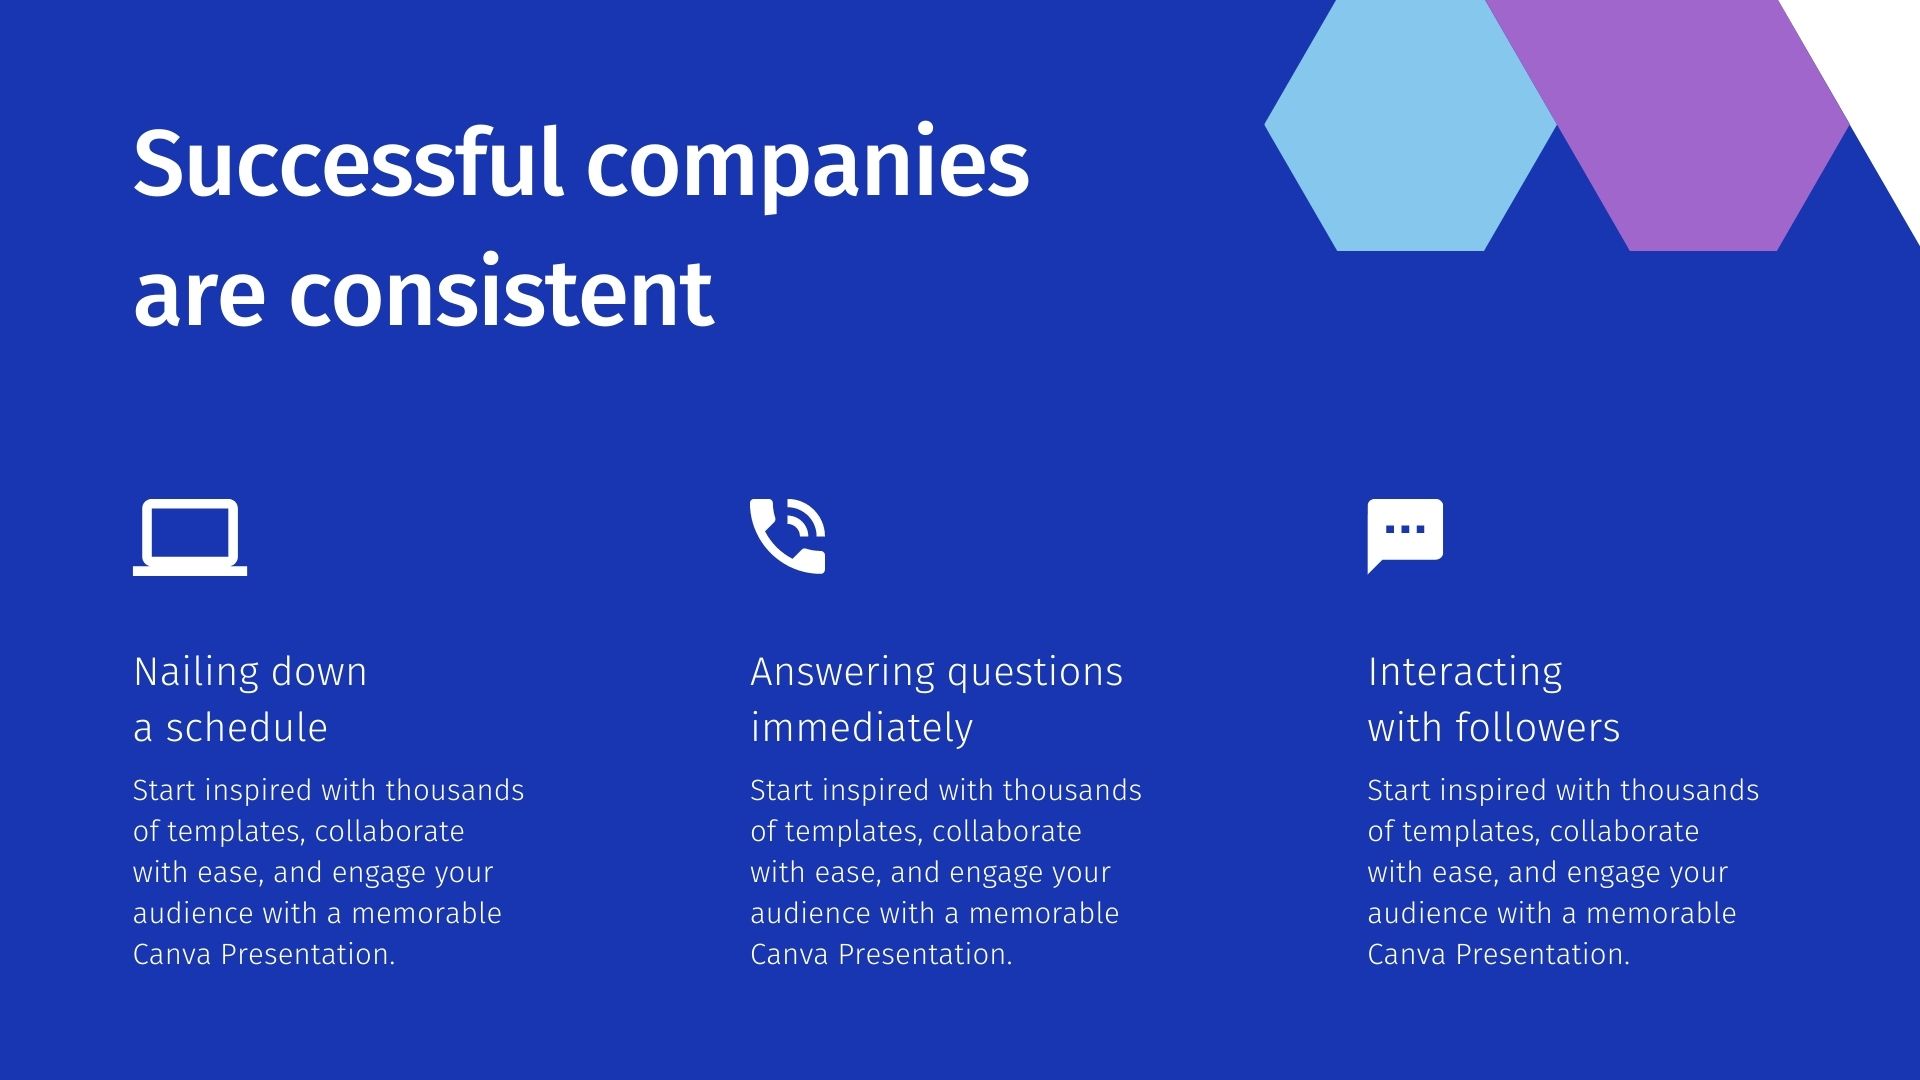 Successful companies
are consistent
Nailing down
a schedule
Start inspired with thousands
of templates, collaborate
with ease, and engage your
audience with a memorable
Canva Presentation.
Answering questions
immediately
Start inspired with thousands
of templates, collaborate
with ease, and engage your
audience with a memorable
Canva Presentation.
Interacting
with followers
Start inspired with thousands
of templates, collaborate
with ease, and engage your
audience with a memorable
Canva Presentation.